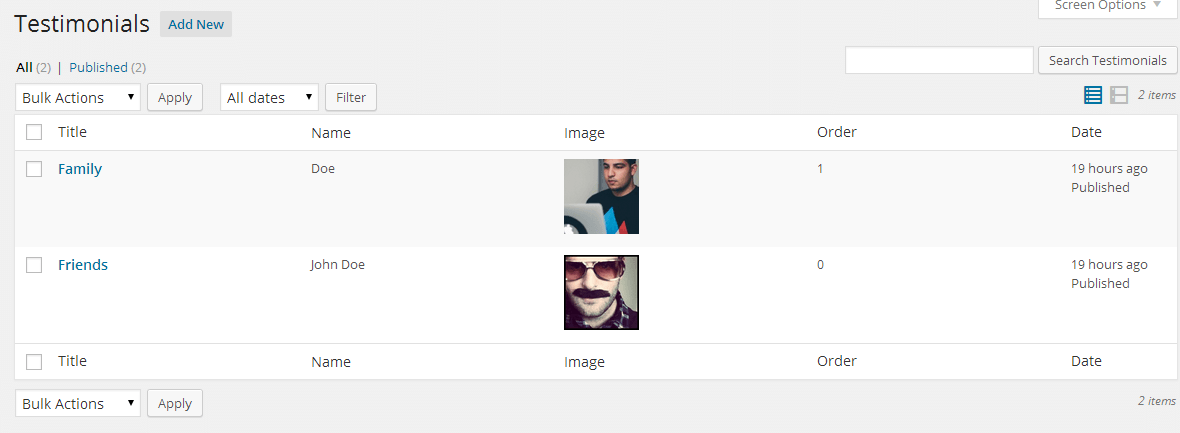 Screen Options
Testimonials Add New
All (2) | Published (2)
Search Testimonials
Bulk Actions Apply All dates Filter 2 items
Title Name Image Order Date
Family Doe 1 19 hours ago
Published
Friends John Doe 0 19 hours ago
Published
Title Name Image Order Date
Bulk Actions Apply 2 items